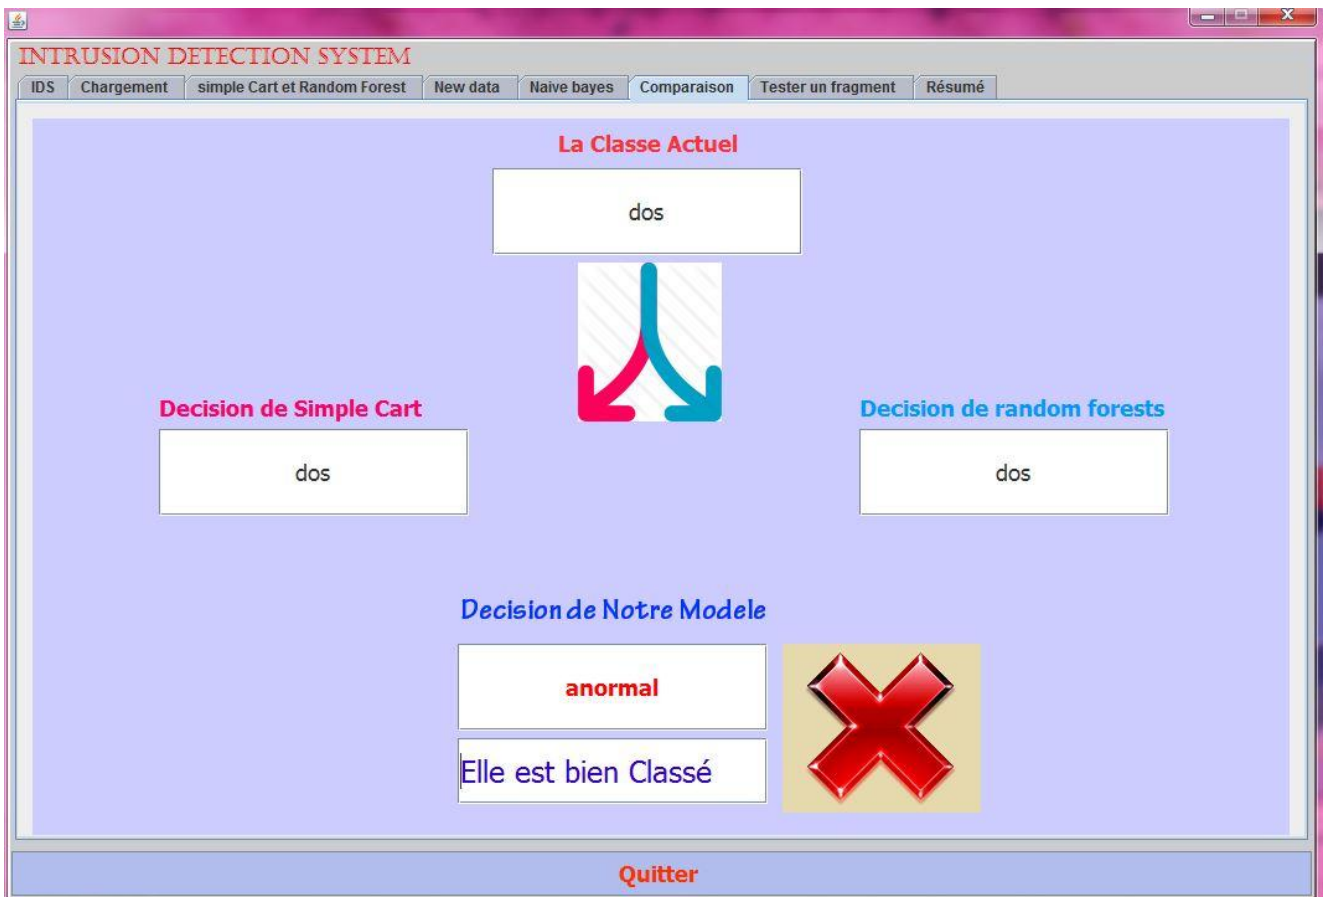 INTRUSION DETECTION SYSTEM
IDS Chargement simple Cart et Random Forest New data Naive bayes Comparaison Tester un fragment Résumé
La Classe Actuel
dos
Decision de Simple Cart
Decision de random forests
dos
dos
Decision de Notre Modele
anormal
Elle est bien Classé
Quitter